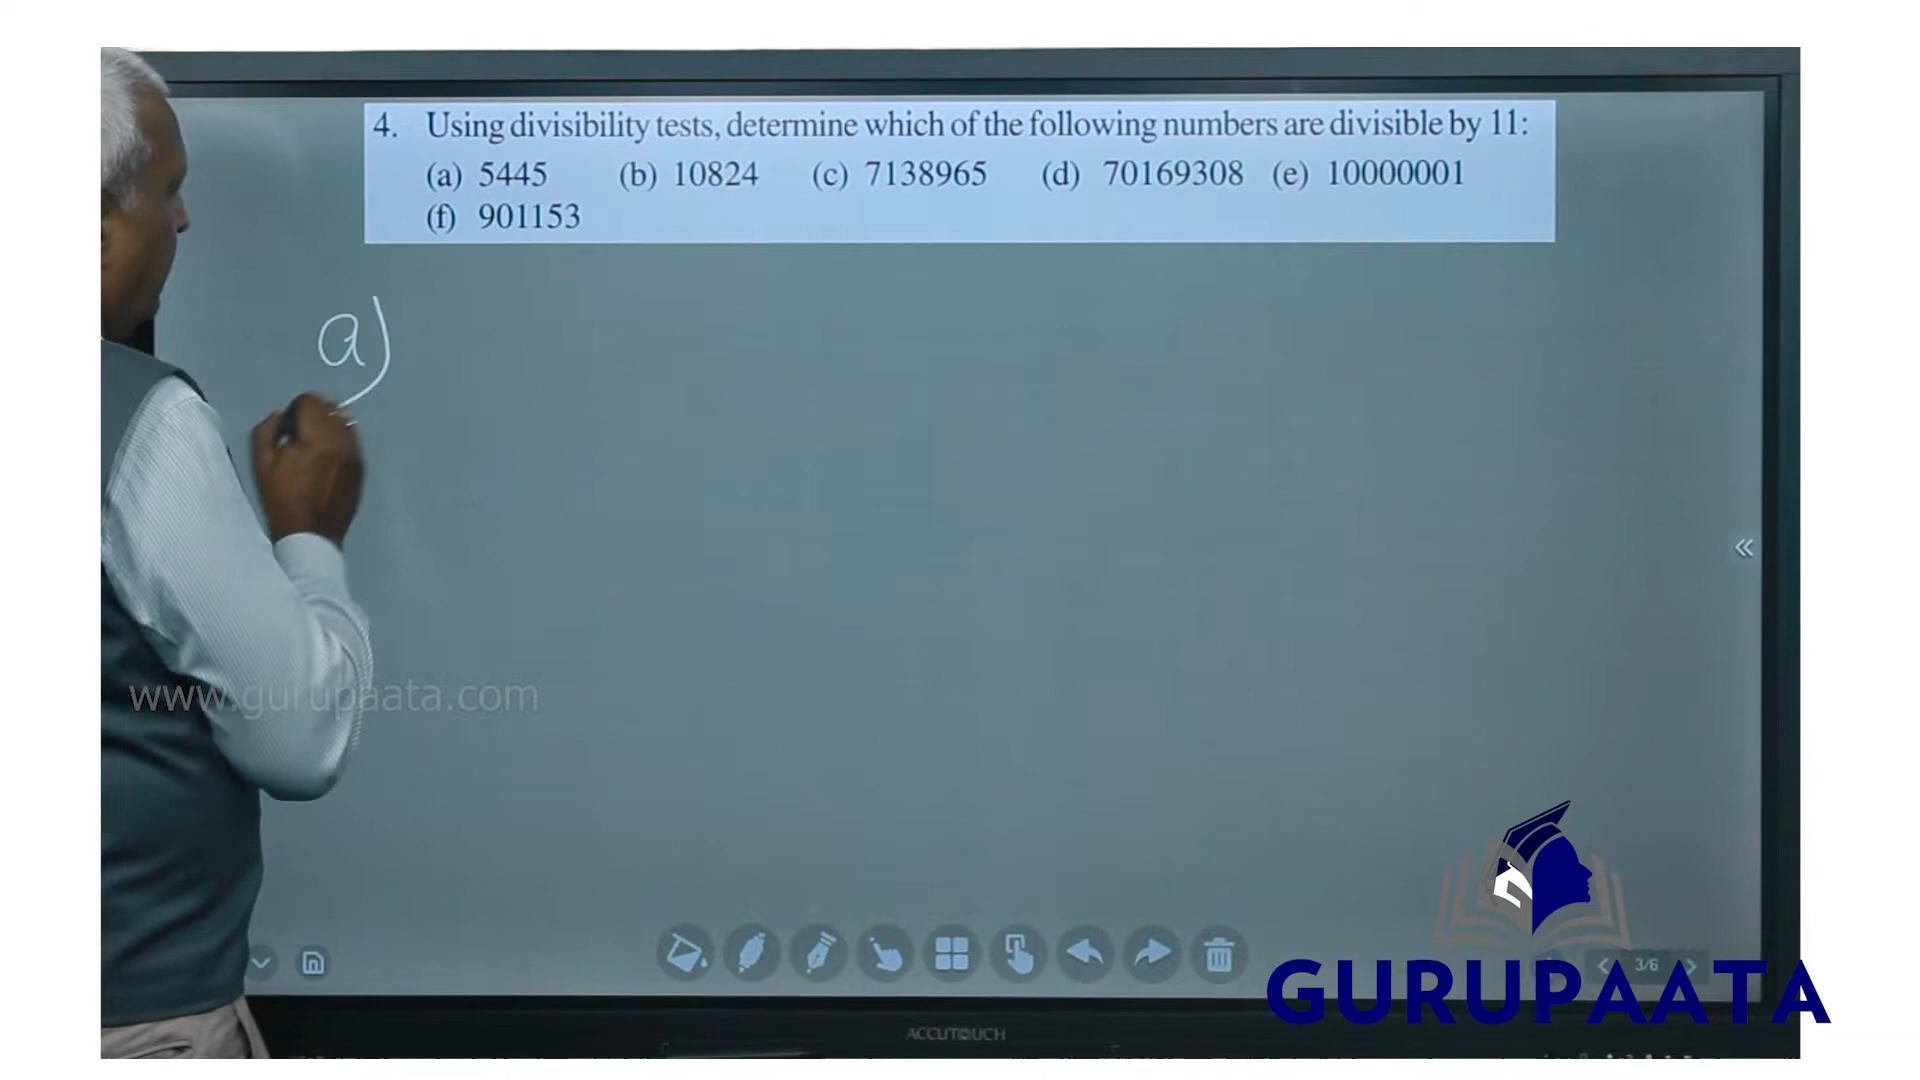 4. Using divisibility tests, determine which of the following numbers are divisible by 11:
(a) 5445 (b) 10824 (c) 7138965 (d) 70169308 (e) 10000001
(f) 901153
a)
www.gurupaata.com
3/6
GURUPAATA
ACCUTOUCH